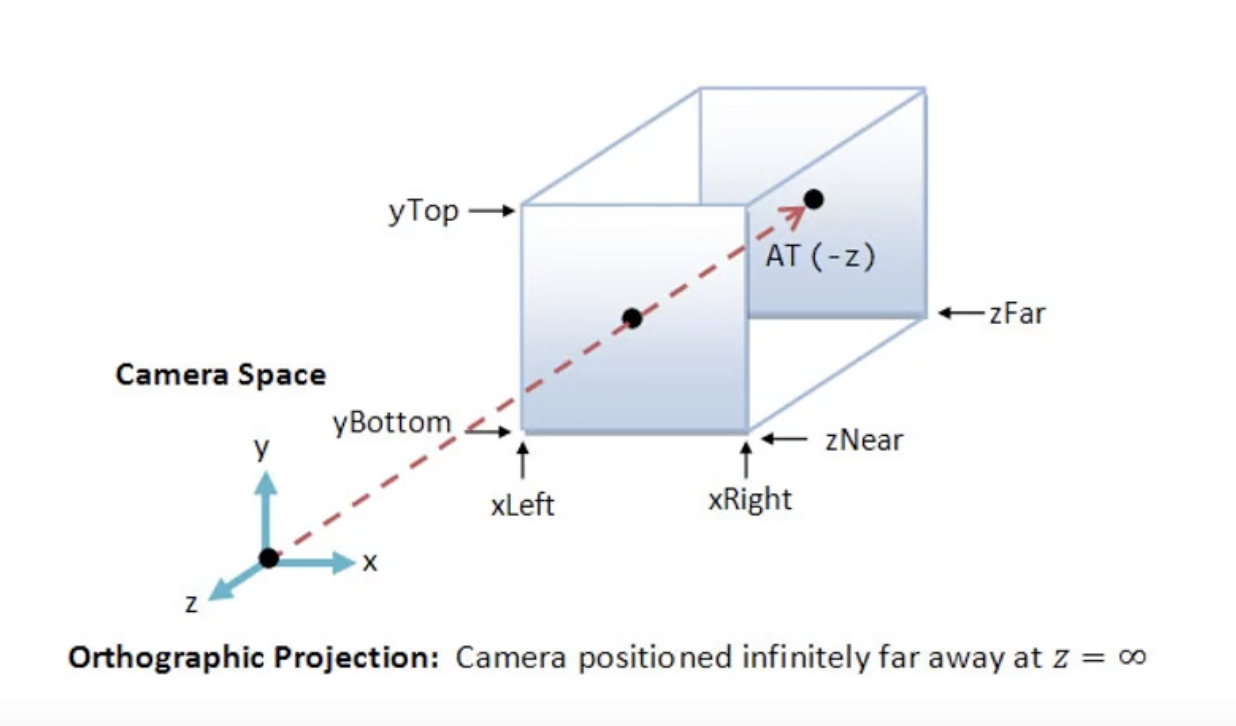 yTop
AT (-z)
zFar
Camera Space
yBottom
zNear
y
xLeft
xRight
x
z
Orthographic Projection: Camera positioned infinitely far away at z = ∞